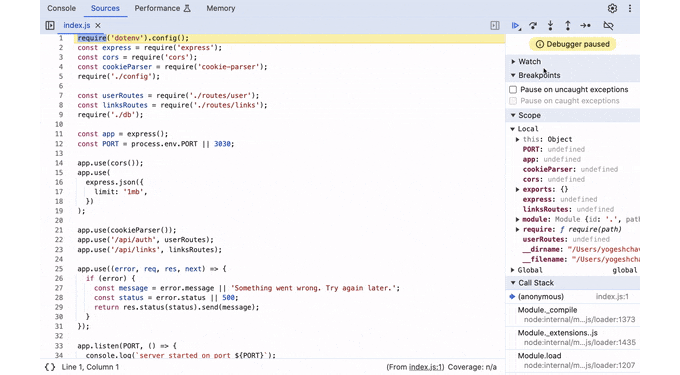 Console Sources Performance Memory
index.js ×
Debugger paused
1 require('dotenv').config();
2 const express = require('express');
3 const cors = require('cors');
4 const cookieParser = require('cookie-parser');
5 require('./config');
6
7 const userRoutes = require('./routes/user');
8 const linksRoutes = require('./routes/links');
9 require('./db');
10
11 const app = express();
12 const PORT = process.env.PORT || 3030;
13
14 app.use(cors());
15 app.use(
16 express.json({
17 limit: '1mb',
18 })
19 );
20
21 app.use(cookieParser());
22 app.use('/api/auth', userRoutes);
23 app.use('/api/links', linksRoutes);
24
25 app.use((error, req, res, next) => {
26 if (error) {
27 const message = error.message || 'Something went wrong. Try again later.';
28 const status = error.status || 500;
29 return res.status(status).send(message);
30 }
31 });
32
33 app.listen(PORT, () => {
34 console.log(`server started on port ${PORT}`);
{} Line 1, Column 1 (From index.js:1) Coverage: n/a
Watch
Breakpoints
Pause on uncaught exceptions
Pause on caught exceptions
Scope
Local
this: Object
PORT: undefined
app: undefined
cookieParser: undefined
cors: undefined
exports: {}
express: undefined
linksRoutes: undefined
module: Module {id: '.', path
require: ƒ require(path)
userRoutes: undefined
__dirname: "/Users/yogeshchav
__filename: "/Users/yogeshcha
Global global
Call Stack
(anonymous) index.js:1
Module._compile
node:internal/m...js/loader:1373
Module._extensions..js
node:internal/m...js/loader:1435
Module.load
node:internal/m...js/loader:1207